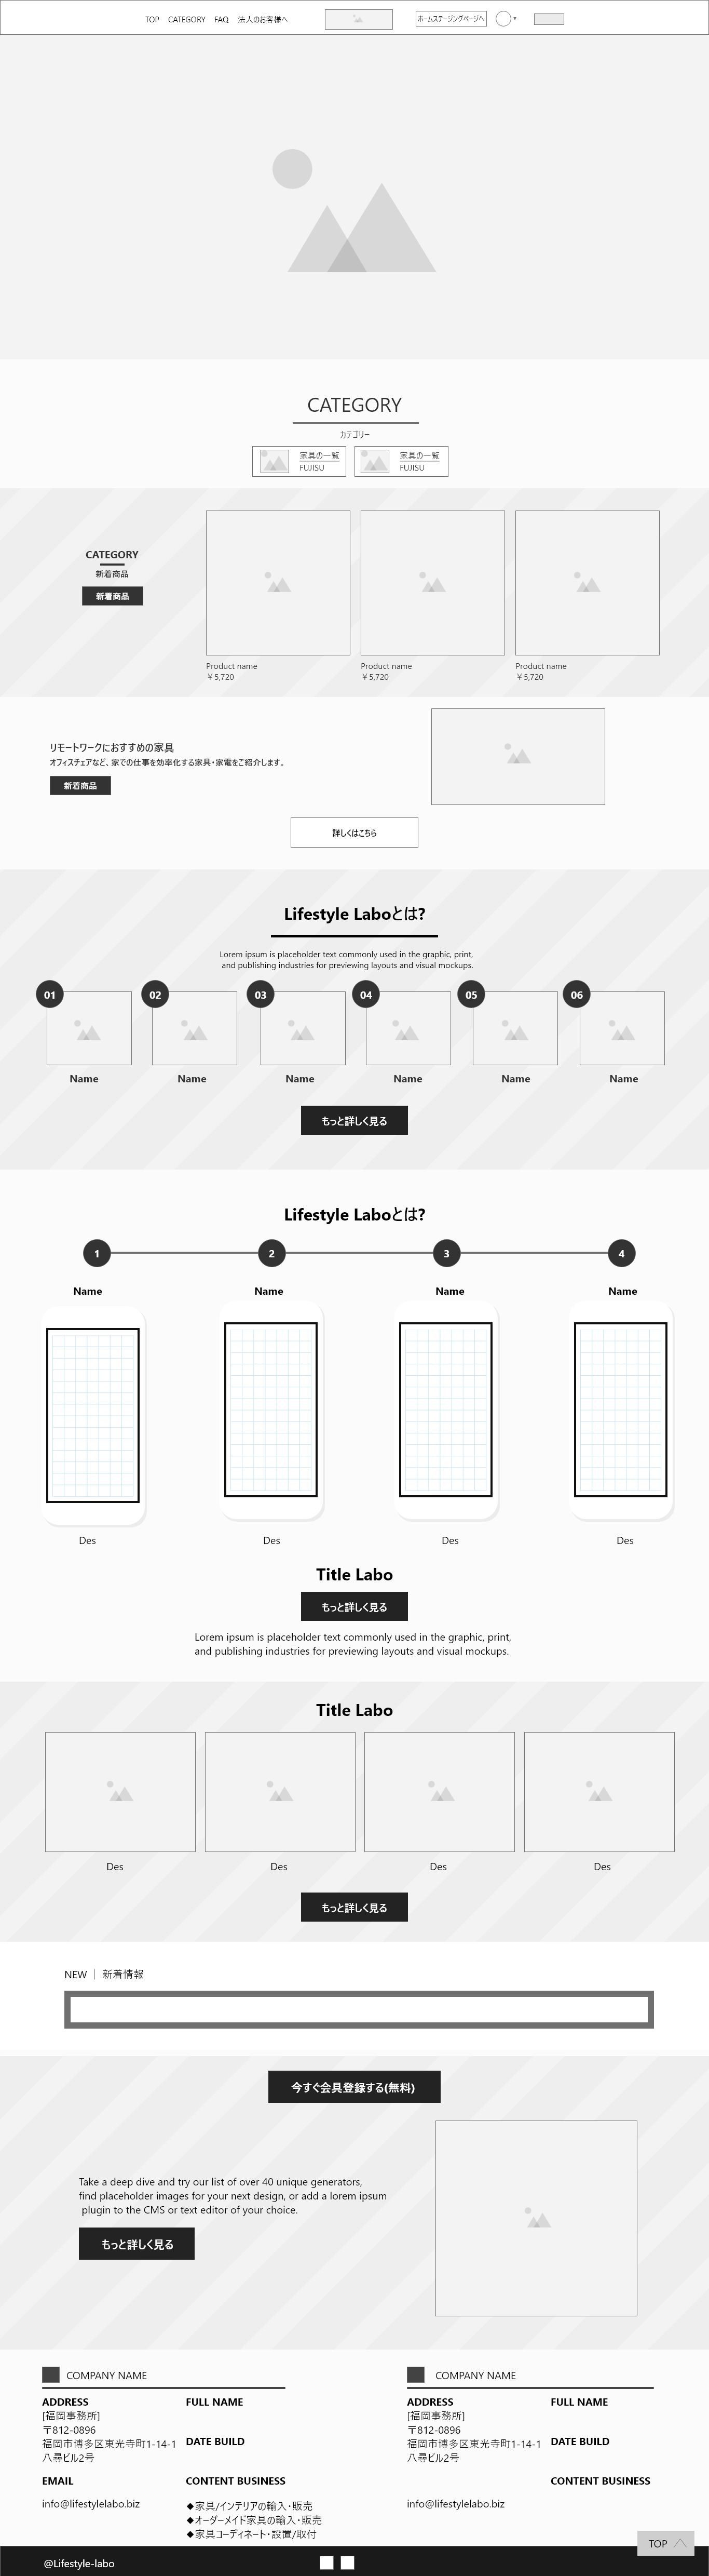 TOP CATEGORY FAQ 法人のお客様へ ホームステージングページへ
CATEGORY
カテゴリー
家具の一覧
FUJISU
家具の一覧
FUJISU
CATEGORY
新着商品
新着商品
Product name
￥5,720
Product name
￥5,720
Product name
￥5,720
リモートワークにおすすめの家具
オフィスチェアなど、家での仕事を効率化する家具・家電をご紹介します。
新着商品
詳しくはこちら
Lifestyle Laboとは?
Lorem ipsum is placeholder text commonly used in the graphic, print,
and publishing industries for previewing layouts and visual mockups.
01 02 03 04 05 06
Name Name Name Name Name Name
もっと詳しく見る
Lifestyle Laboとは?
1 2 3 4
Name Name Name Name
Des Des Des Des
Title Labo
もっと詳しく見る
Lorem ipsum is placeholder text commonly used in the graphic, print,
and publishing industries for previewing layouts and visual mockups.
Title Labo
Des Des Des Des
もっと詳しく見る
NEW | 新着情報
今すぐ会員登録する(無料)
Take a deep dive and try our list of over 40 unique generators,
find placeholder images for your next design, or add a lorem ipsum
plugin to the CMS or text editor of your choice.
もっと詳しく見る
COMPANY NAME
ADDRESS
[福岡事務所]
〒812-0896
福岡市博多区東光寺町1-14-1
八尋ビル2号
EMAIL
info@lifestylelabo.biz
FULL NAME
DATE BUILD
CONTENT BUSINESS
◆家具/インテリアの輸入・販売
◆オーダーメイド家具の輸入・販売
◆家具コーディネート・設置/取付
COMPANY NAME
ADDRESS
[福岡事務所]
〒812-0896
福岡市博多区東光寺町1-14-1
八尋ビル2号
info@lifestylelabo.biz
FULL NAME
DATE BUILD
CONTENT BUSINESS
TOP
@Lifestyle-labo